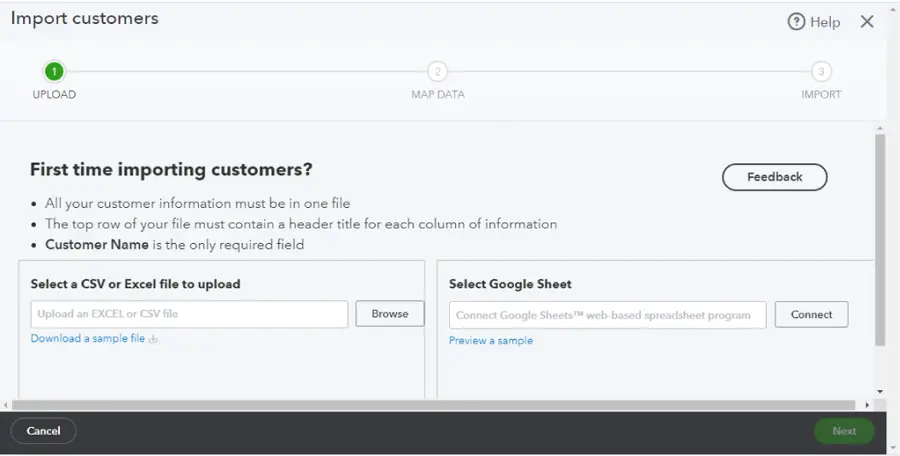 Import customers
? Help
1
2
3
UPLOAD
MAP DATA
IMPORT
First time importing customers?
Feedback
• All your customer information must be in one file
• The top row of your file must contain a header title for each column of information
• Customer Name is the only required field
Select a CSV or Excel file to upload
Upload an EXCEL or CSV file
Browse
Download a sample file
Select Google Sheet
Connect Google Sheets™ web-based spreadsheet program
Connect
Preview a sample
Cancel
Next